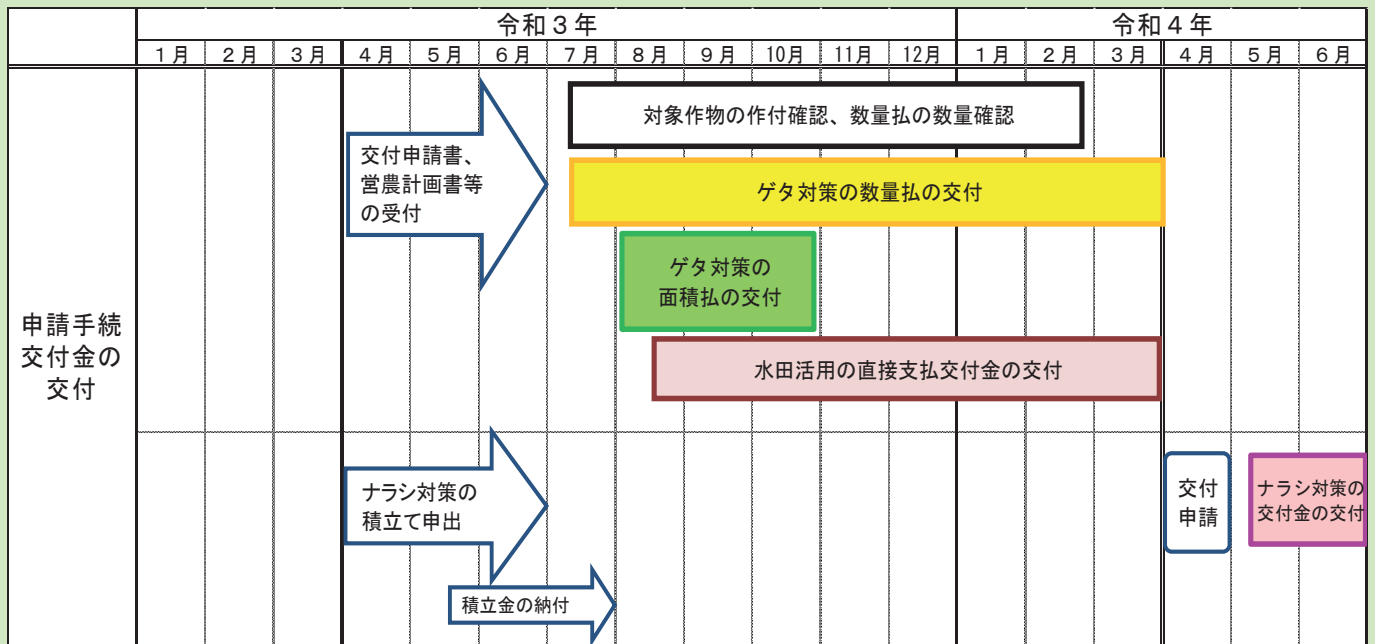 令和3年
令和4年
1月 2月 3月 4月 5月 6月 7月 8月 9月 10月 11月 12月 1月 2月 3月 4月 5月 6月
申請手続
交付金の
交付
交付申請書、
営農計画書等
の受付
対象作物の作付確認、数量払の数量確認
ゲタ対策の数量払の交付
ゲタ対策の
面積払の交付
水田活用の直接支払交付金の交付
ナラシ対策の
積立て申出
積立金の納付
交付
申請
ナラシ対策の
交付金の交付